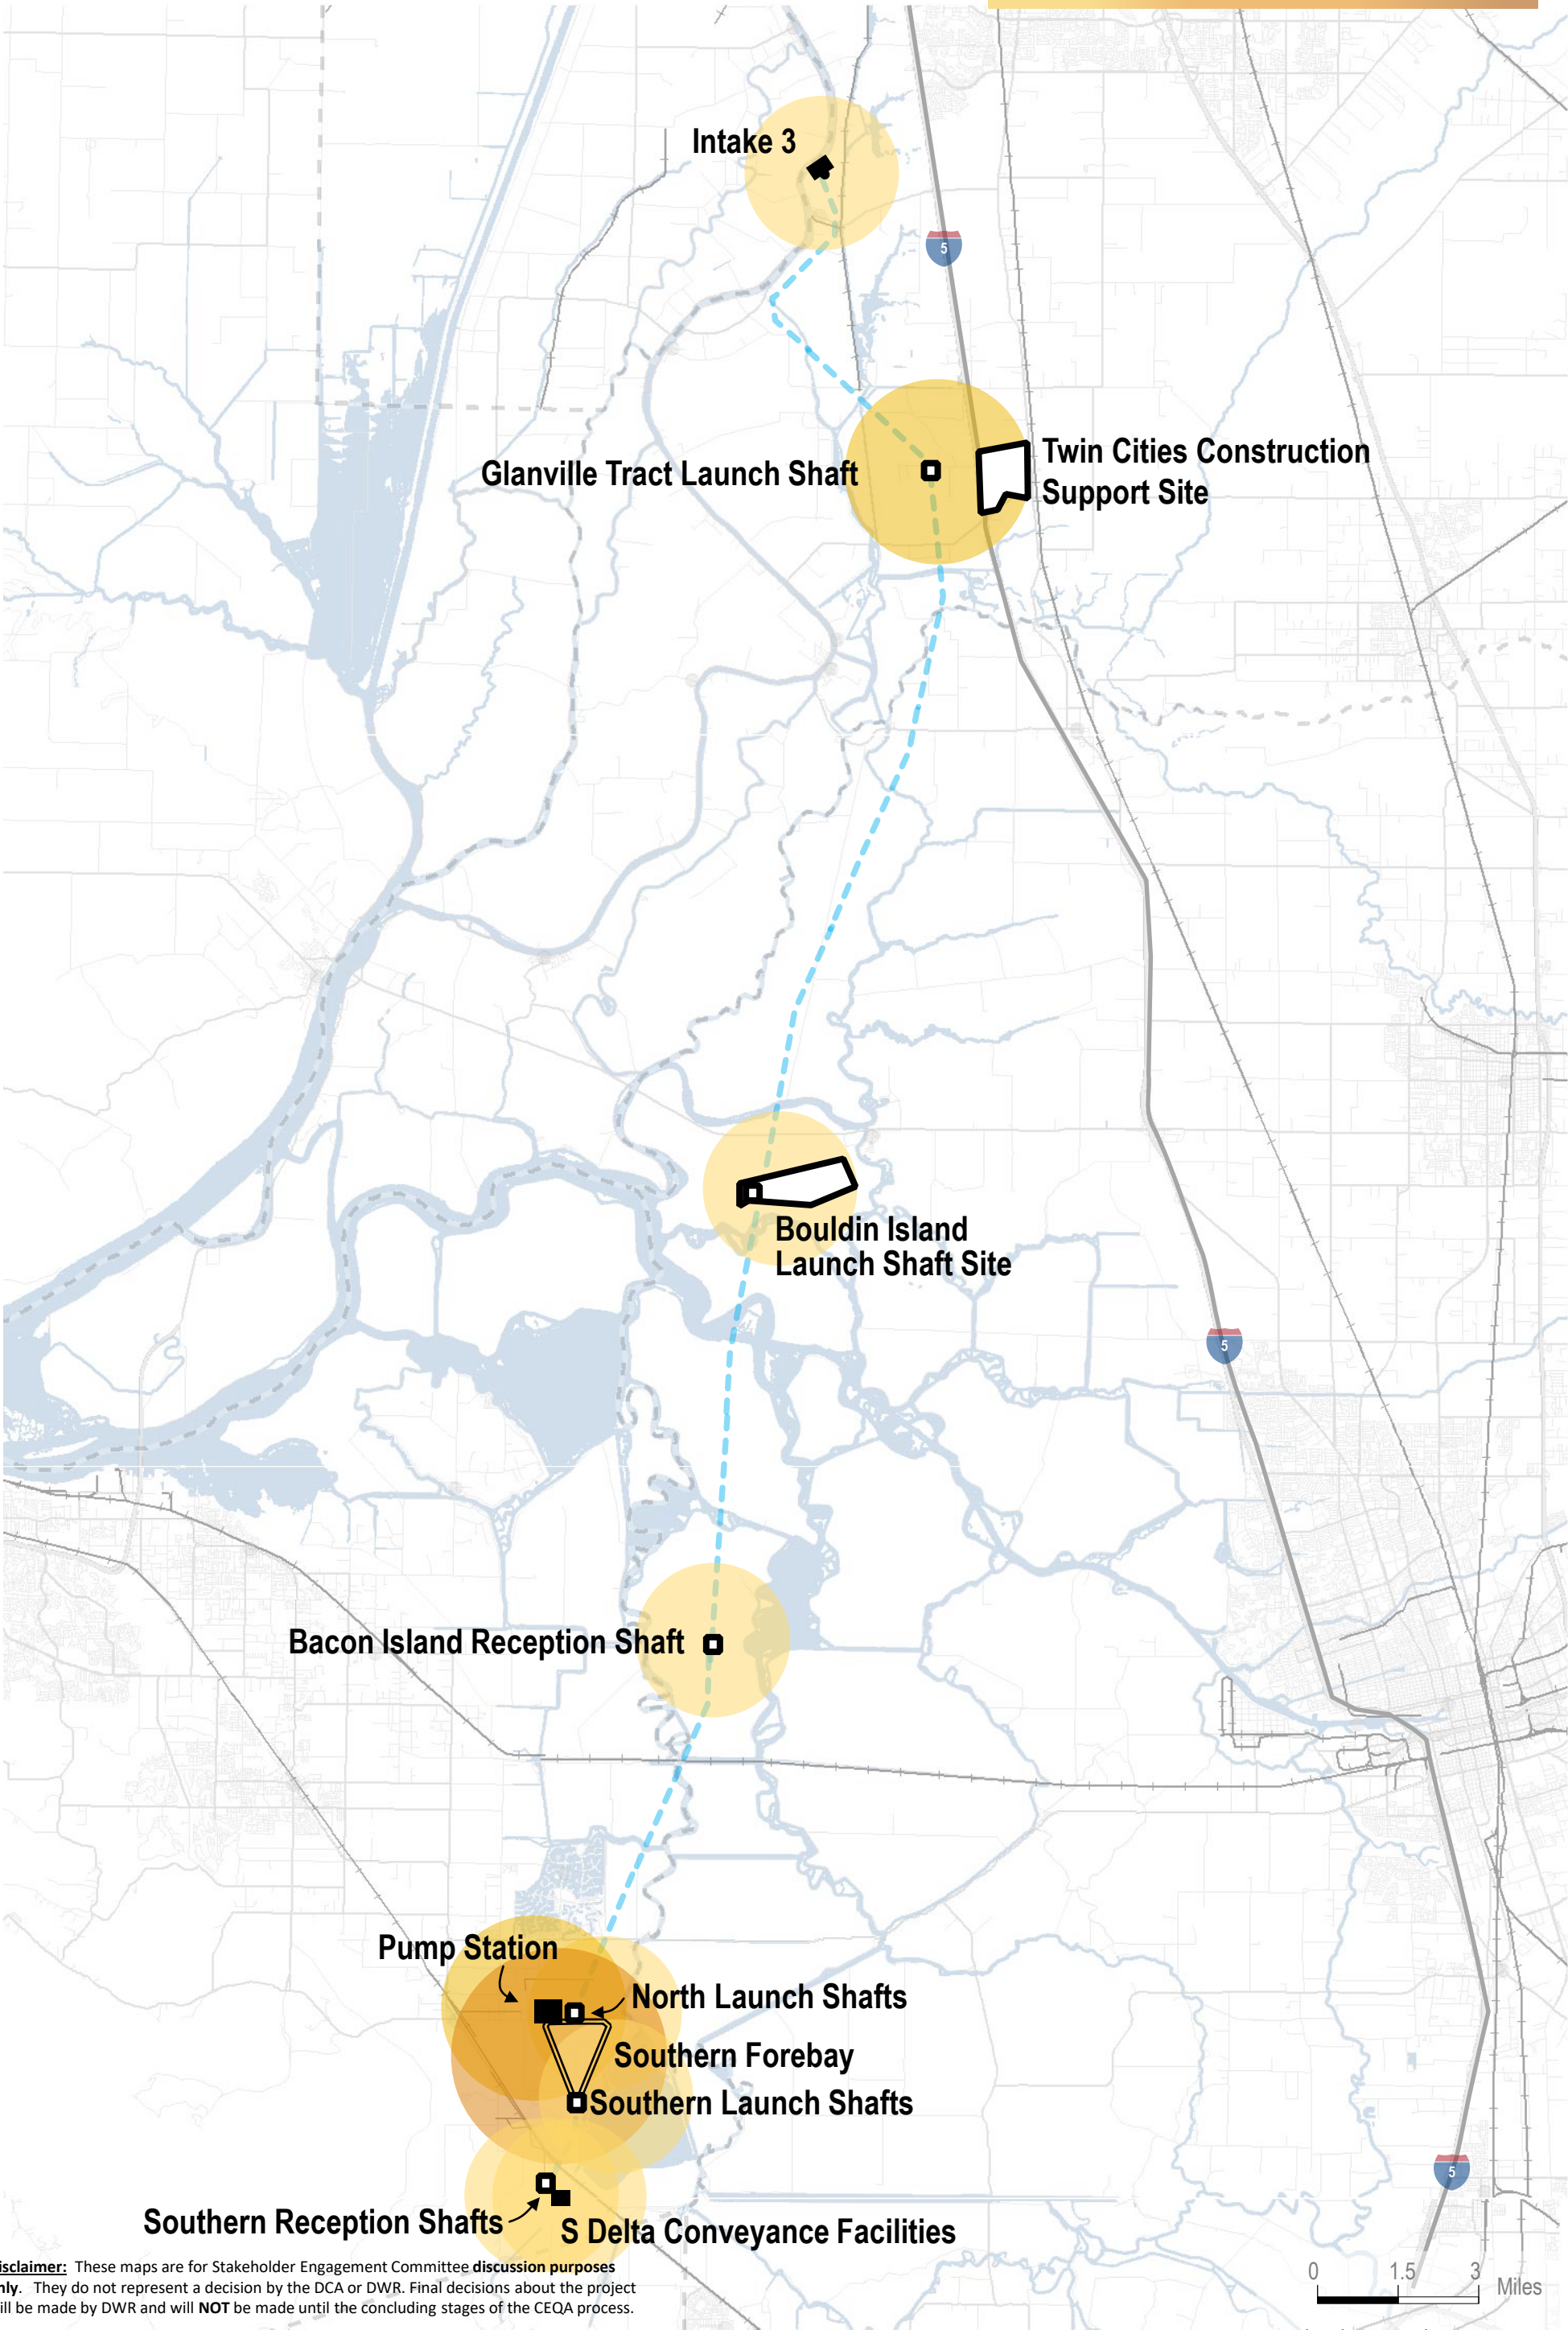 Intake 3
5
Glanville Tract Launch Shaft
Twin Cities Construction
Support Site
Bouldin Island
Launch Shaft Site
5
Bacon Island Reception Shaft
Pump Station
North Launch Shafts
Southern Forebay
Southern Launch Shafts
5
Southern Reception Shafts
S Delta Conveyance Facilities
isclaimer: These maps are for Stakeholder Engagement Committee discussion purposes
nly. They do not represent a decision by the DCA or DWR. Final decisions about the project
ill be made by DWR and will NOT be made until the concluding stages of the CEQA process.
0 1.5 3
Miles